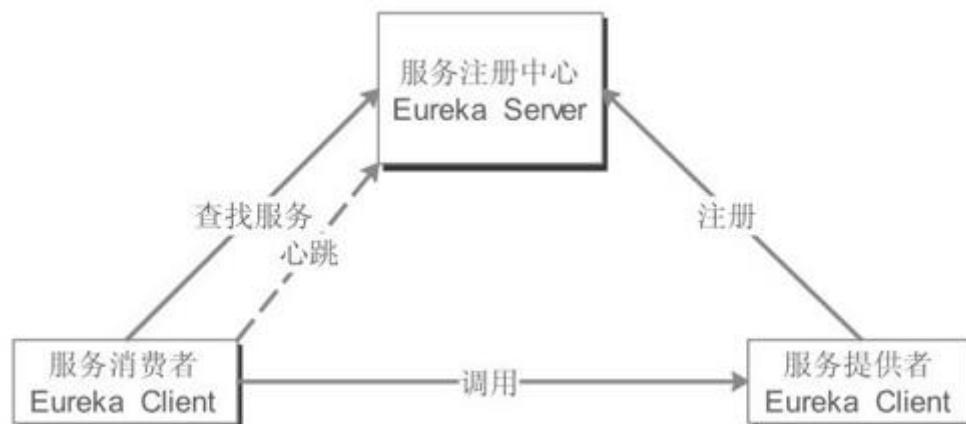 服务注册中心
Eureka Server
查找服务
注册
心跳
服务消费者
Eureka Client
调用
服务提供者
Eureka Client